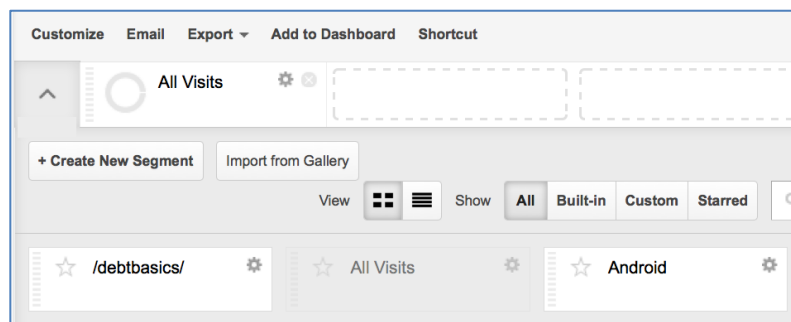 Customize Email Export Add to Dashboard Shortcut
All Visits
+ Create New Segment Import from Gallery
View Show All Built-in Custom Starred
/debtbasics/ All Visits Android